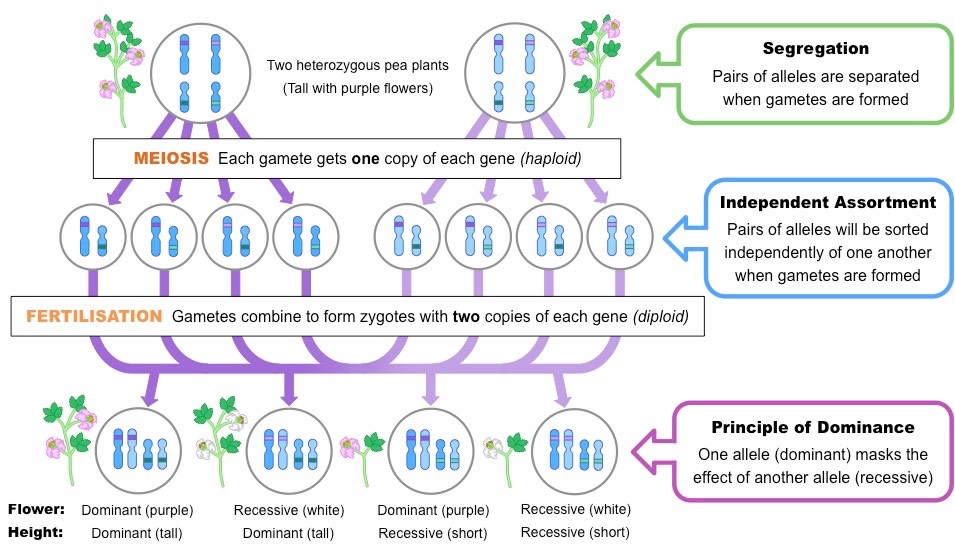 Two heterozygous pea plants
(Tall with purple flowers)
Segregation
Pairs of alleles are separated
when gametes are formed
MEIOSIS Each gamete gets one copy of each gene (haploid)
Independent Assortment
Pairs of alleles will be sorted
independently of one another
when gametes are formed
FERTILISATION Gametes combine to form zygotes with two copies of each gene (diploid)
Principle of Dominance
One allele (dominant) masks the
effect of another allele (recessive)
Flower: Dominant (purple) Recessive (white) Dominant (purple) Recessive (white)
Height: Dominant (tall) Dominant (tall) Recessive (short) Recessive (short)